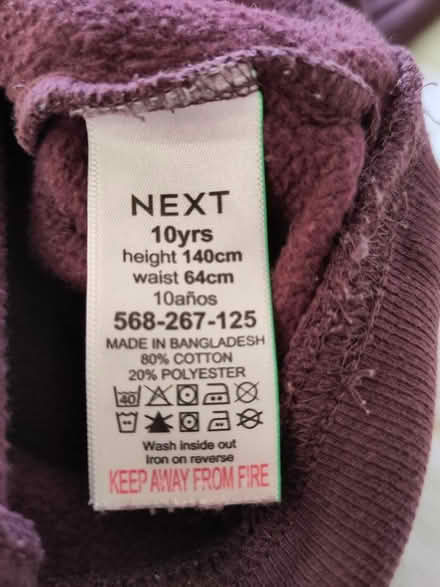 NEXT
10yrs
height 140cm
waist 64cm
10años
568-267-125
MADE IN BANGLADESH
80% COTTON
20% POLYESTER
40
Wash inside out
Iron on reverse
KEEP AWAY FROM FIRE